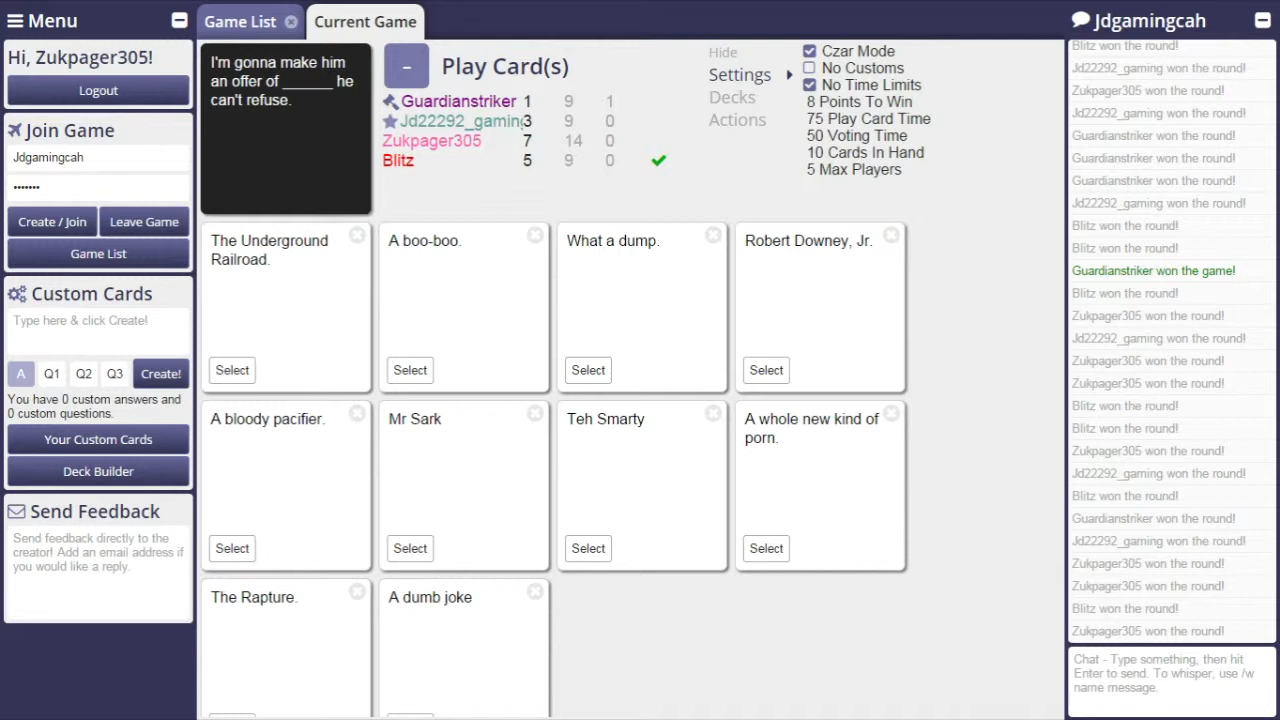 Menu
Hi, Zukpager305!
Logout
Join Game
Jdgamingcah
•••••••
Create / Join
Leave Game
Game List
Custom Cards
Type here & click Create!
A
Q1
Q2
Q3
Create!
You have 0 custom answers and
0 custom questions.
Your Custom Cards
Deck Builder
Send Feedback
Send feedback directly to the
creator! Add an email address if
you would like a reply.
Game List
Current Game
I'm gonna make him
an offer of ______ he
can't refuse.
-
Play Card(s)
Guardianstriker 1 9 1
Jd22292_gaming 3 9 0
Zukpager305 7 14 0
Blitz 5 9 0
Hide
Settings
Decks
Actions
Czar Mode
No Customs
No Time Limits
8 Points To Win
75 Play Card Time
50 Voting Time
10 Cards In Hand
5 Max Players
The Underground
Railroad.
Select
A boo-boo.
Select
What a dump.
Select
Robert Downey, Jr.
Select
A bloody pacifier.
Select
Mr Sark
Select
Teh Smarty
Select
A whole new kind of
porn.
Select
The Rapture.
A dumb joke
Jdgamingcah
Blitz won the round!
Jd22292_gaming won the round!
Zukpager305 won the round!
Jd22292_gaming won the round!
Guardianstriker won the round!
Guardianstriker won the round!
Guardianstriker won the round!
Jd22292_gaming won the round!
Blitz won the round!
Blitz won the round!
Guardianstriker won the game!
Blitz won the round!
Zukpager305 won the round!
Jd22292_gaming won the round!
Zukpager305 won the round!
Zukpager305 won the round!
Blitz won the round!
Blitz won the round!
Zukpager305 won the round!
Jd22292_gaming won the round!
Blitz won the round!
Guardianstriker won the round!
Jd22292_gaming won the round!
Zukpager305 won the round!
Zukpager305 won the round!
Blitz won the round!
Zukpager305 won the round!
Chat - Type something, then hit
Enter to send. To whisper, use /w
name message.